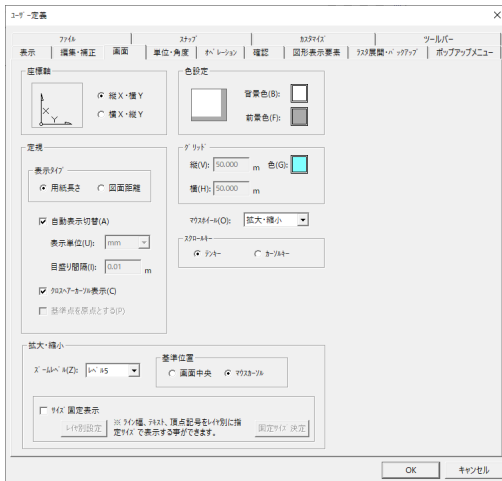 ﾕｰｻﾞｰ定義
ﾌｧｲﾙ ｽﾅｯﾌﾟ ｶｽﾀﾏｲｽﾞ ﾂｰﾙﾊﾞｰ
表示 編集・補正 画面 単位・角度 ｵﾍﾟﾚｰｼｮﾝ 確認 図形表示要素 ﾗｽﾀ展開・ﾊﾞｯｸｱｯﾌﾟ ﾎﾟｯﾌﾟｱｯﾌﾟﾒﾆｭｰ
座標軸
X
Y
縦X・横Y
横X・縦Y
色設定
背景色(B):
前景色(F):
定規
表示ﾀｲﾌﾟ
用紙長さ 図面距離
自動表示切替(A)
表示単位(U): mm
目盛り間隔(I): 0.01 m
ｸﾛｽﾍｱｰｶｰｿﾙ表示(C)
基準点を原点とする(P)
ｸﾞﾘｯﾄﾞ
縦(V): 50.000 m 色(G):
横(H): 50.000 m
ﾏｳｽﾎｲｰﾙ(O): 拡大・縮小
ｽｸﾛｰﾙｷｰ
ﾃﾝｷｰ ｶｰｿﾙｷｰ
拡大・縮小
ｽﾞｰﾑﾚﾍﾞﾙ(Z): ﾚﾍﾞﾙ5
基準位置
画面中央 ﾏｳｽｶｰｿﾙ
ｻｲｽﾞ固定表示
ﾚｲﾔ別設定
※ ﾗｲﾝ幅、ﾃｷｽﾄ、頂点記号をﾚｲﾔ別に指
定ｻｲｽﾞで表示する事ができます。
固定ｻｲｽﾞ決定
OK ｷｬﾝｾﾙ